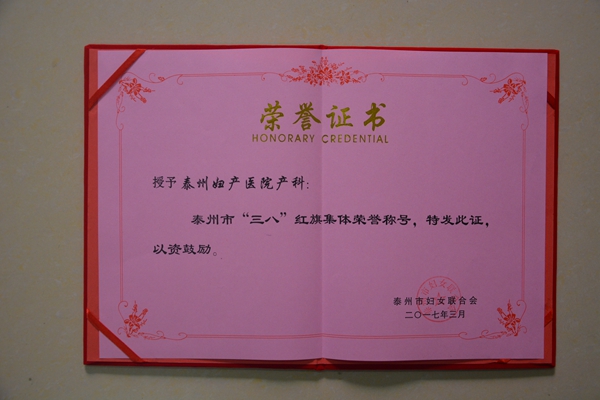 荣誉证书
HONORARY CREDENTIAL
授予泰州妇产医院产科：
泰州市“三八”红旗集体荣誉称号，特发此证，
以资鼓励。
泰州市妇女联合会
二〇一七年三月